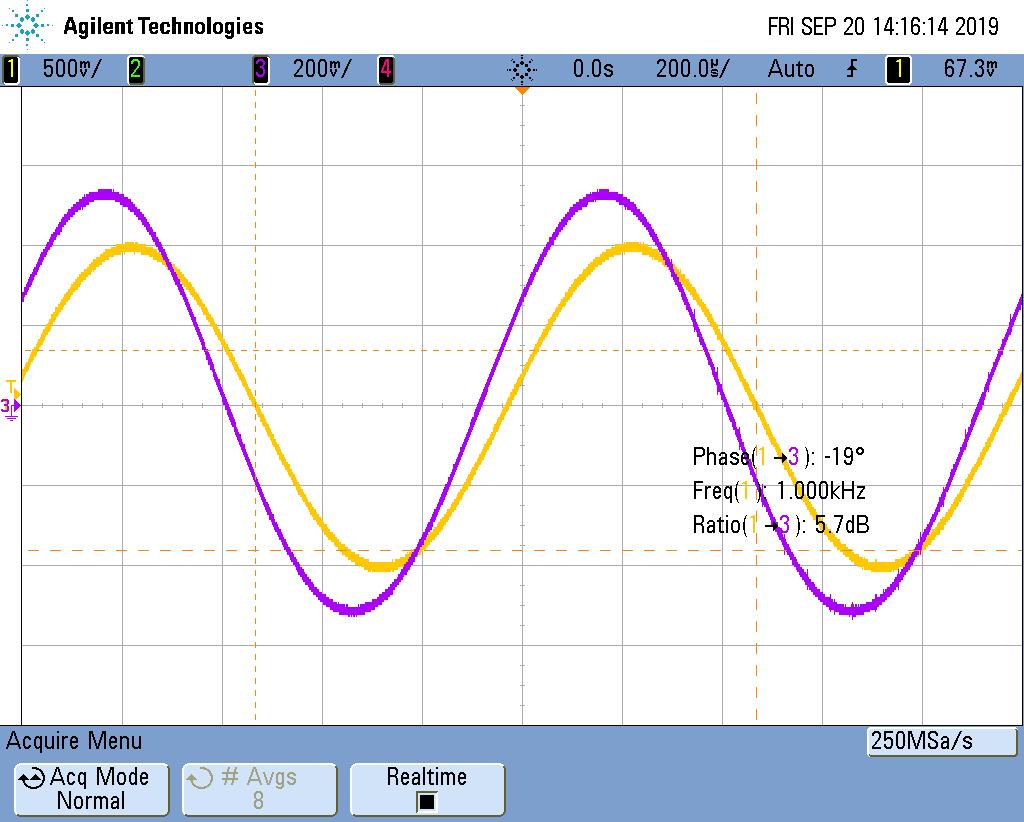 Agilent Technologies FRI SEP 20 14:16:14 2019
1 500mV/ 2 3 200mV/ 4 0.0s 200.0µs/ Auto 1 67.3mV
T
3
Phase(1→3): -19°
Freq(1): 1.000kHz
Ratio(1→3): 5.7dB
Acquire Menu 250MSa/s
Acq Mode # Avgs Realtime
Normal 8